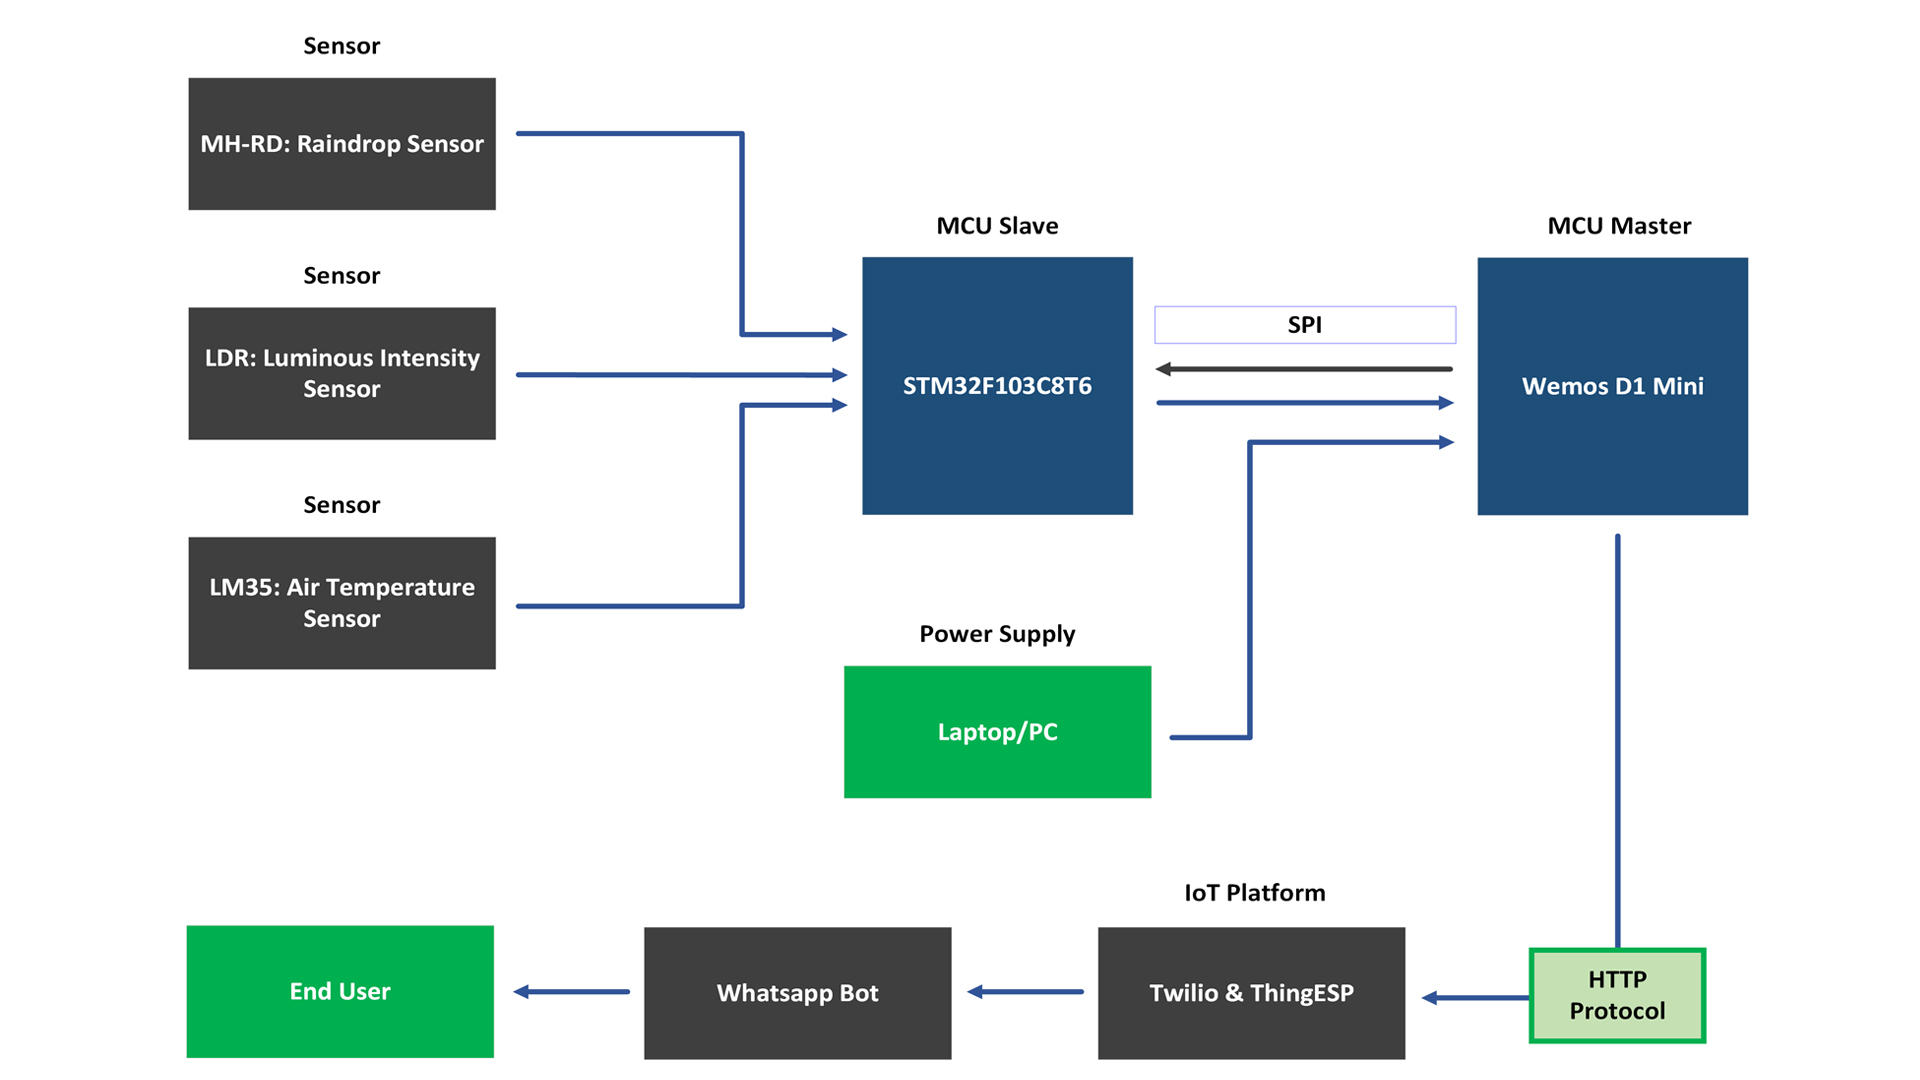 Sensor
MH-RD: Raindrop Sensor
Sensor
LDR: Luminous Intensity
Sensor
Sensor
LM35: Air Temperature
Sensor
MCU Slave
STM32F103C8T6
SPI
MCU Master
Wemos D1 Mini
Power Supply
Laptop/PC
IoT Platform
End User
Whatsapp Bot
Twilio & ThingESP
HTTP
Protocol